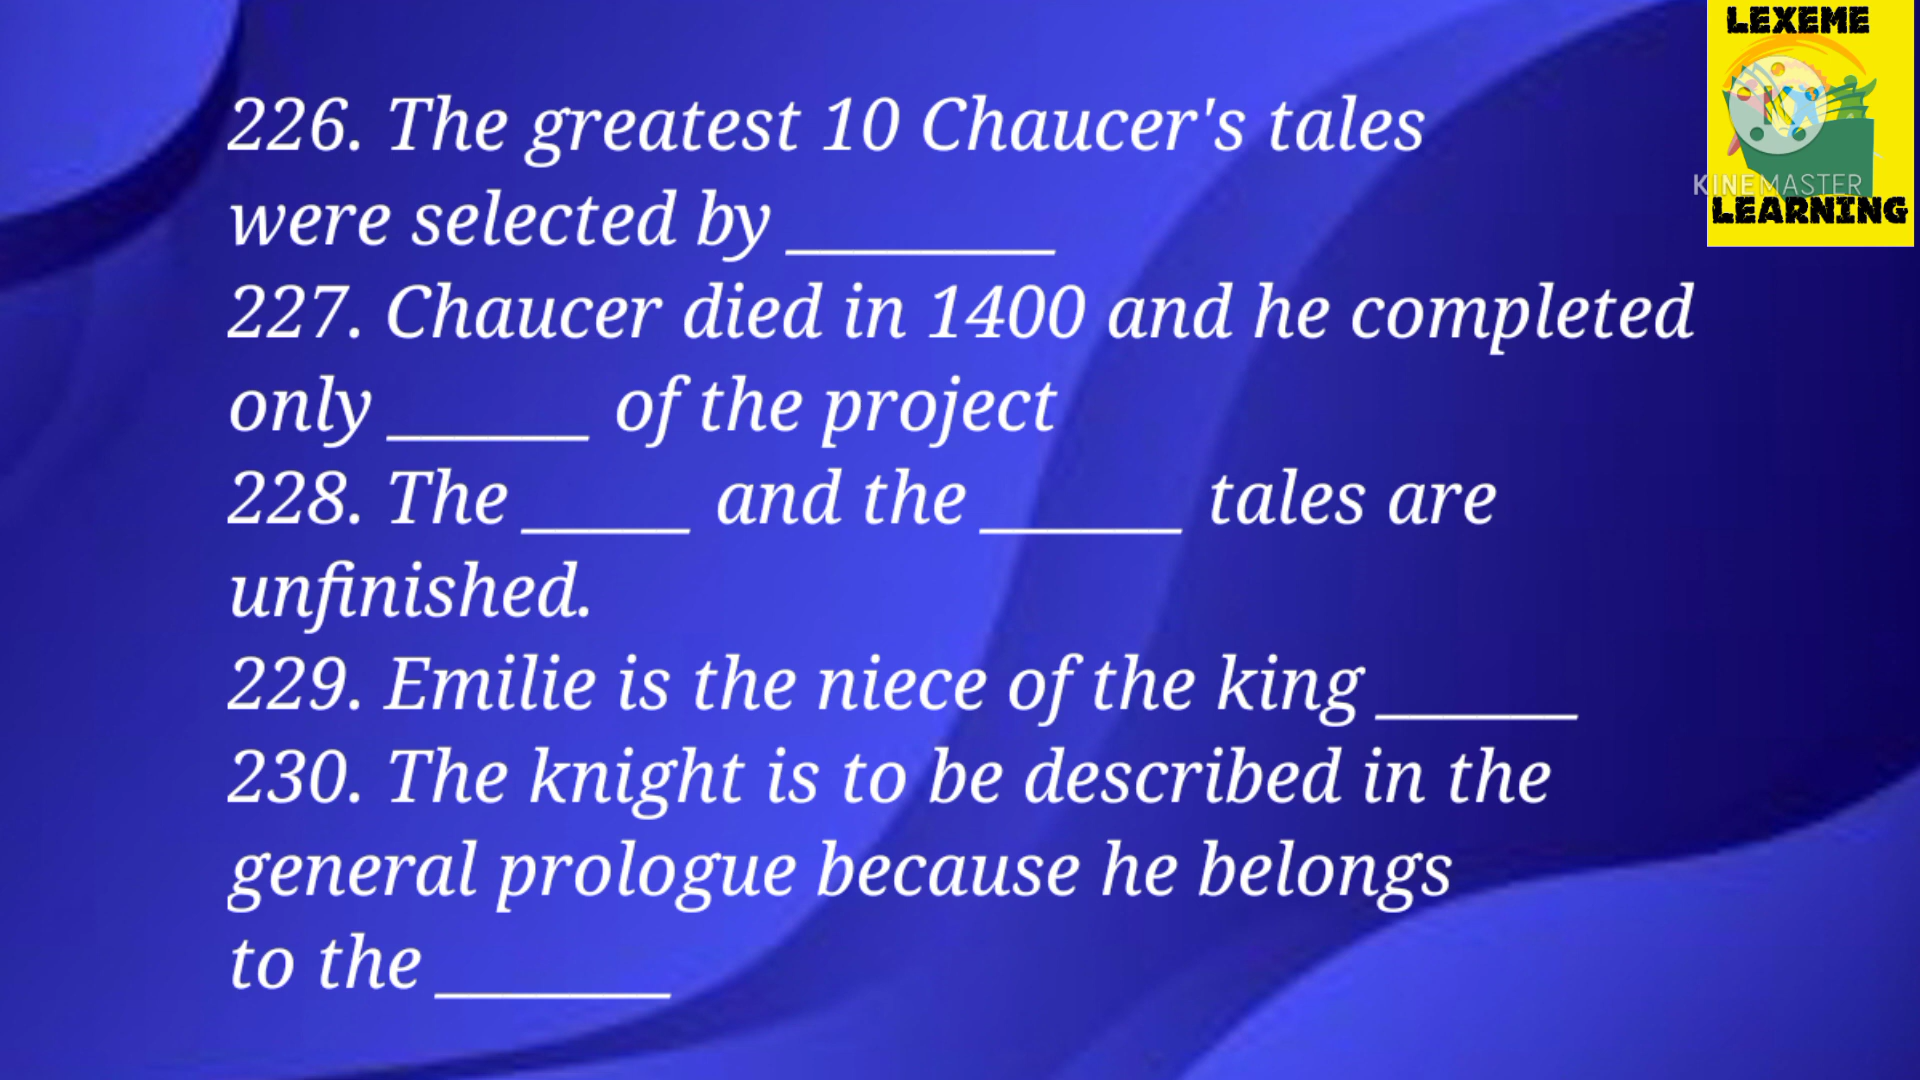 LEXEME
KINEMASTER
LEARNING
226. The greatest 10 Chaucer's tales
were selected by ________
227. Chaucer died in 1400 and he completed
only ______ of the project
228. The _____ and the ______ tales are
unfinished.
229. Emilie is the niece of the king ______
230. The knight is to be described in the
general prologue because he belongs
to the _______